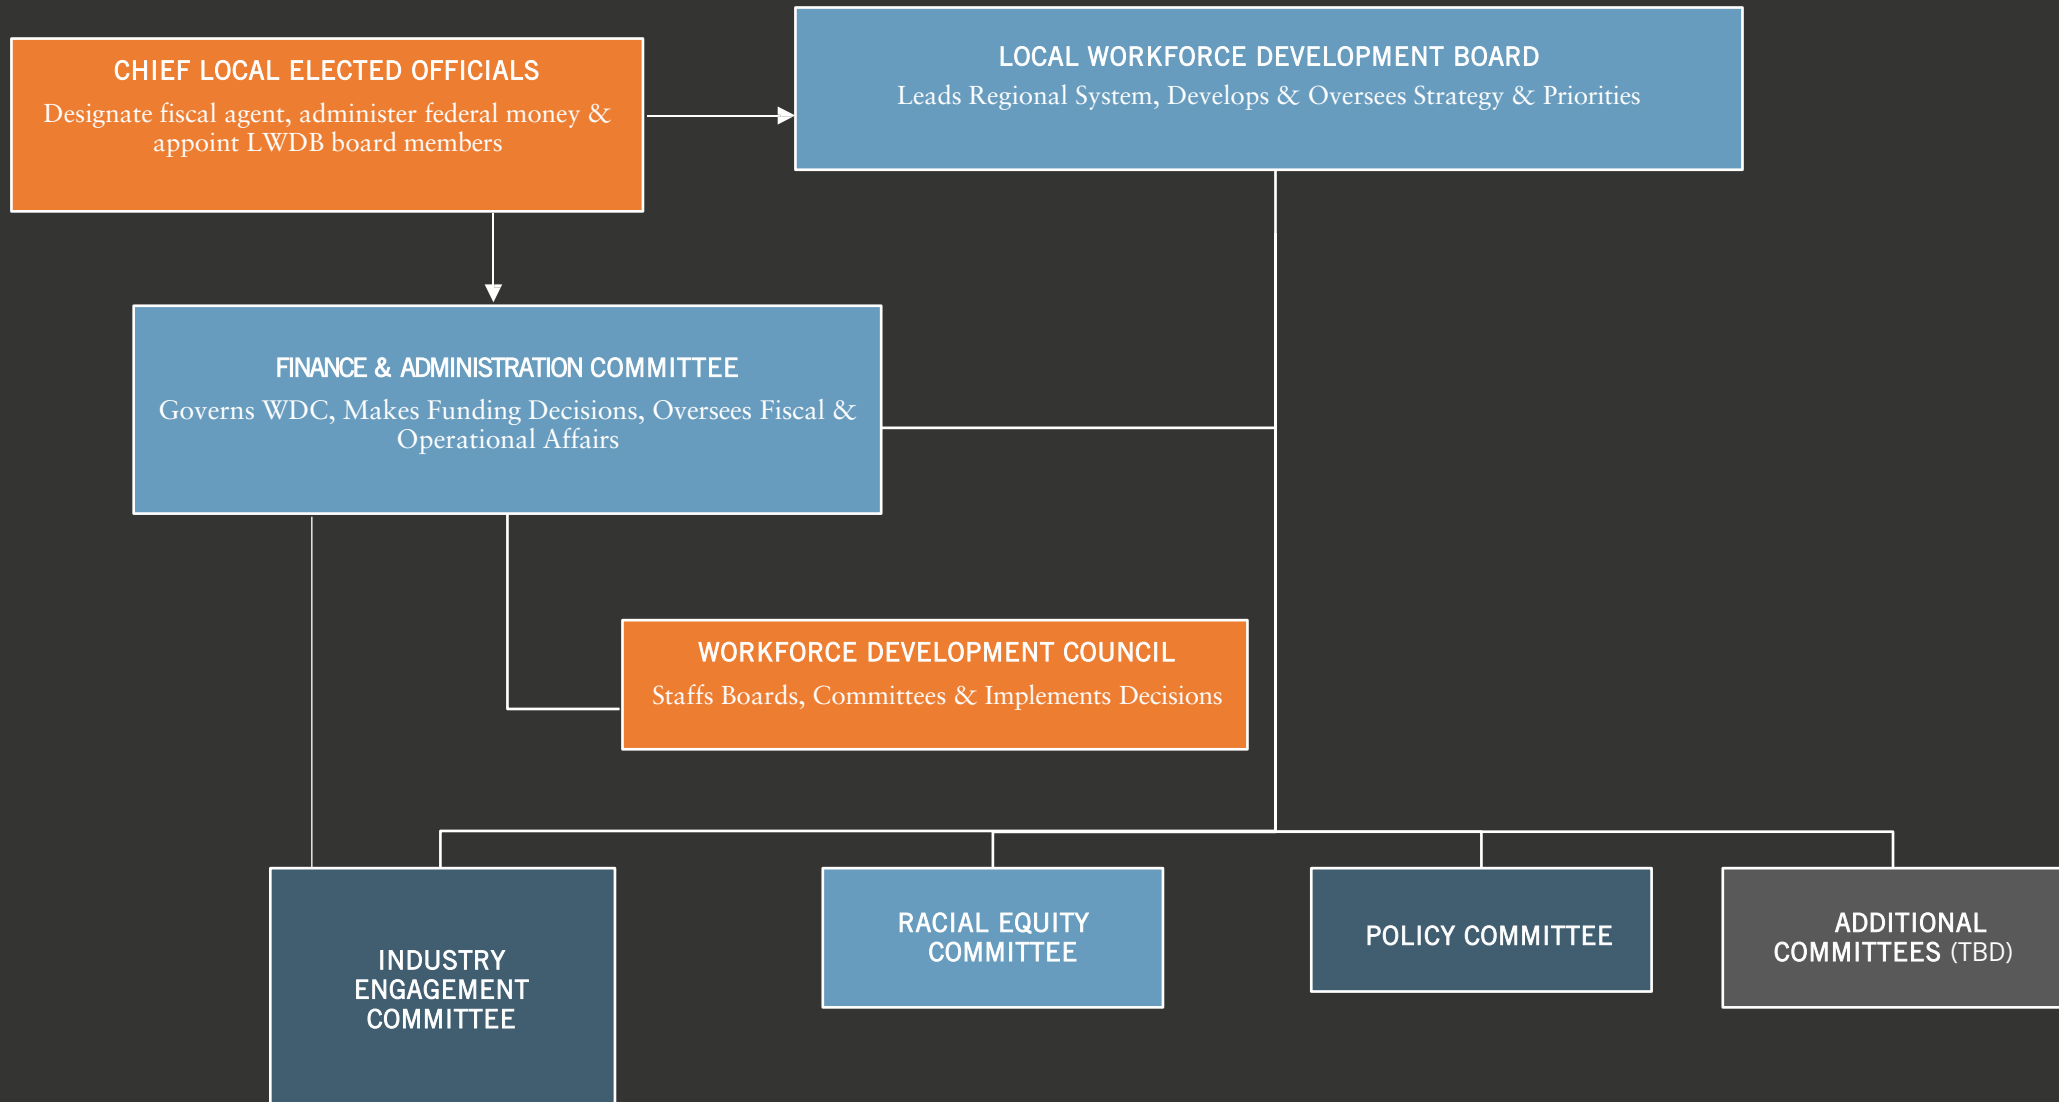 CHIEF LOCAL ELECTED OFFICIALS
Designate fiscal agent, administer federal money &
appoint LWDB board members
LOCAL WORKFORCE DEVELOPMENT BOARD
Leads Regional System, Develops & Oversees Strategy & Priorities
FINANCE & ADMINISTRATION COMMITTEE
Governs WDC, Makes Funding Decisions, Oversees Fiscal &
Operational Affairs
WORKFORCE DEVELOPMENT COUNCIL
Staffs Boards, Committees & Implements Decisions
INDUSTRY
ENGAGEMENT
COMMITTEE
RACIAL EQUITY
COMMITTEE
POLICY COMMITTEE
ADDITIONAL
COMMITTEES (TBD)